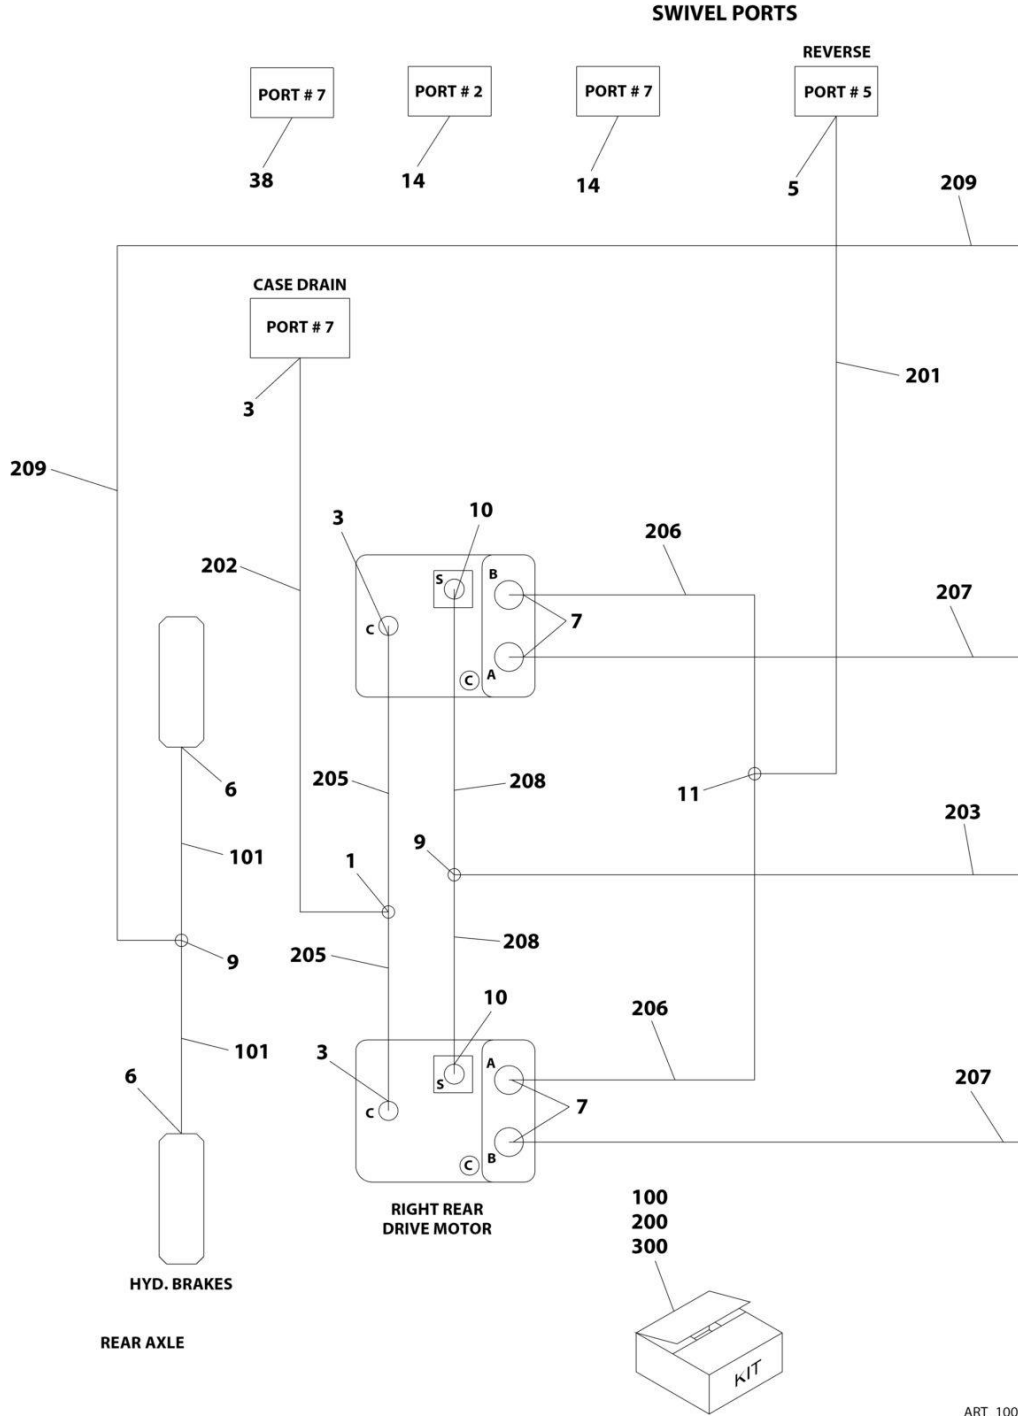 SWIVEL PORTS
REVERSE
PORT # 7
PORT # 2
PORT # 7
PORT # 5
38
14
14
5
209
CASE DRAIN
PORT # 7
201
3
209
10
3
206
202
B
S
207
7
C
A
C
205
208
6
11
203
9
101
1
208
9
205
10
206
101
3
A
6
S
207
C
7
B
C
100
RIGHT REAR
200
DRIVE MOTOR
300
HYD. BRAKES
REAR AXLE
KIT
ART_100